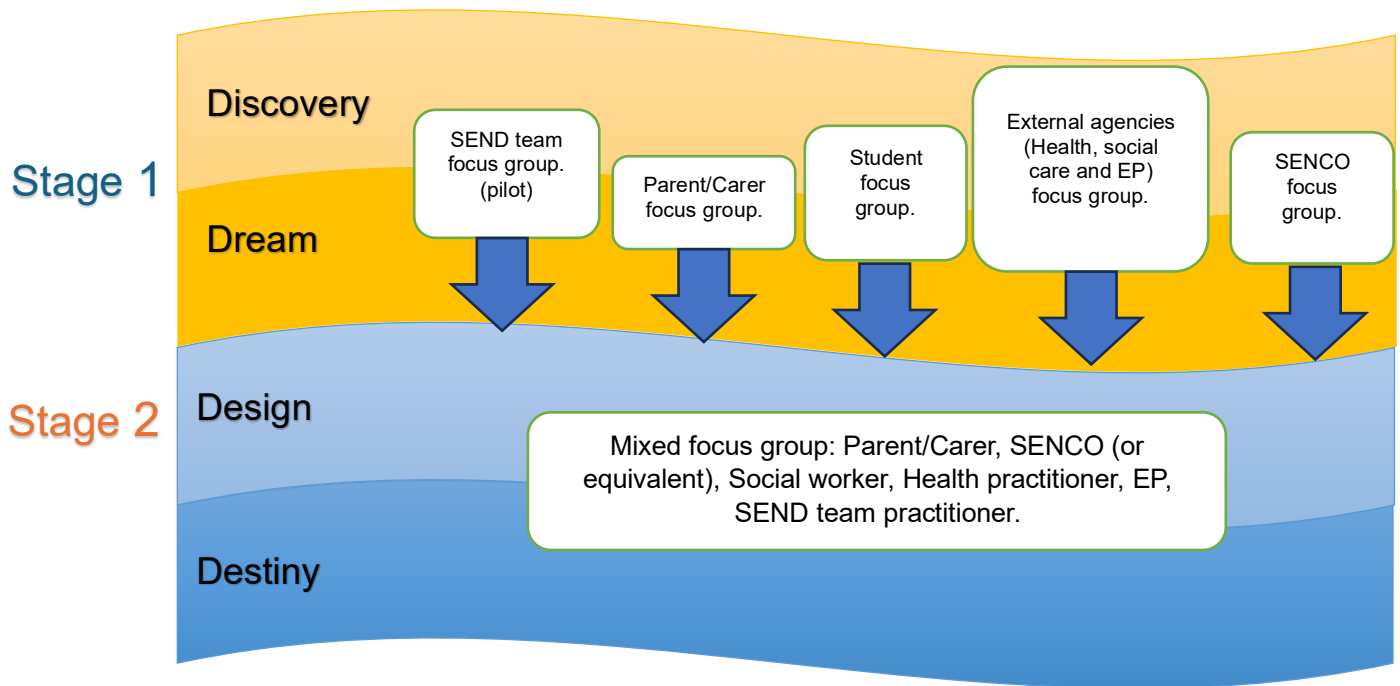 Stage 1
Discovery
Dream
SEND team
focus group.
(pilot)
Parent/Carer
focus group.
Student
focus
group.
External agencies
(Health, social
care and EP)
focus group.
SENCO
focus
group.
Stage 2
Design
Destiny
Mixed focus group: Parent/Carer, SENCO (or
equivalent), Social worker, Health practitioner, EP,
SEND team practitioner.